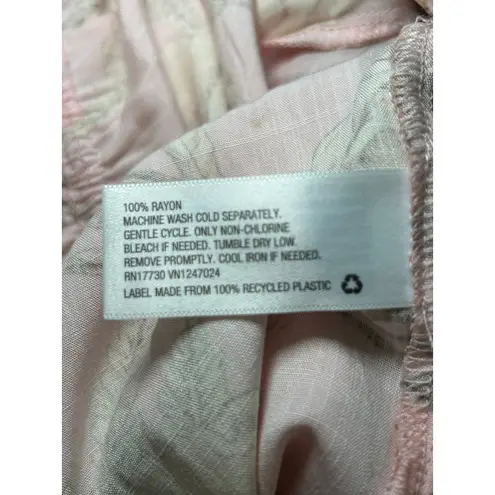 100% RAYON
MACHINE WASH COLD SEPARATELY.
GENTLE CYCLE. ONLY NON-CHLORINE
BLEACH IF NEEDED. TUMBLE DRY LOW.
REMOVE PROMPTLY. COOL IRON IF NEEDED.
RN17730 VN1247024
LABEL MADE FROM 100% RECYCLED PLASTIC